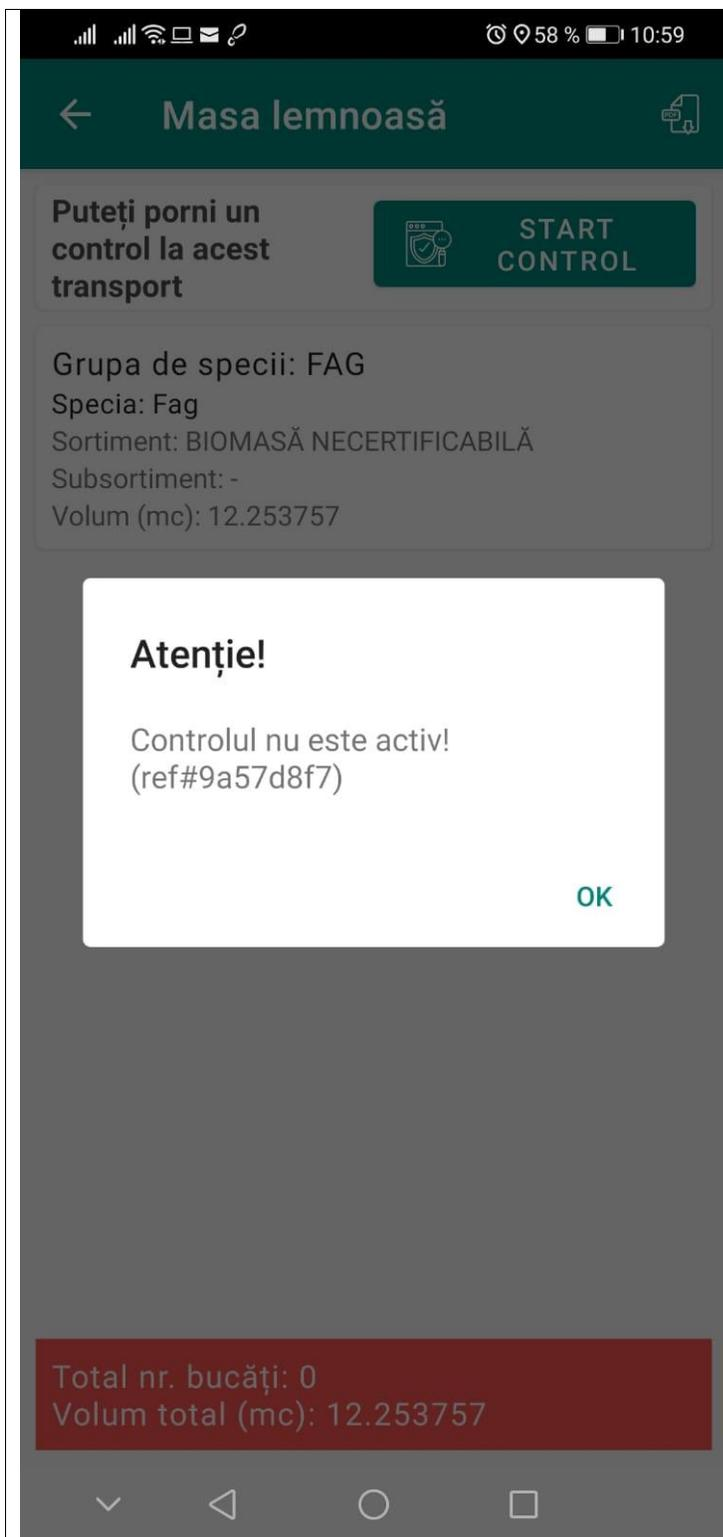 58 % 10:59
Masa lemnoasă
PDF
Puteți porni un
control la acest
transport
START
CONTROL
Grupa de specii: FAG
Specia: Fag
Sortiment: BIOMASĂ NECERTIFICABILĂ
Subsortiment: -
Volum (mc): 12.253757
Atenție!
Controlul nu este activ!
(ref#9a57d8f7)
OK
Total nr. bucăți: 0
Volum total (mc): 12.253757